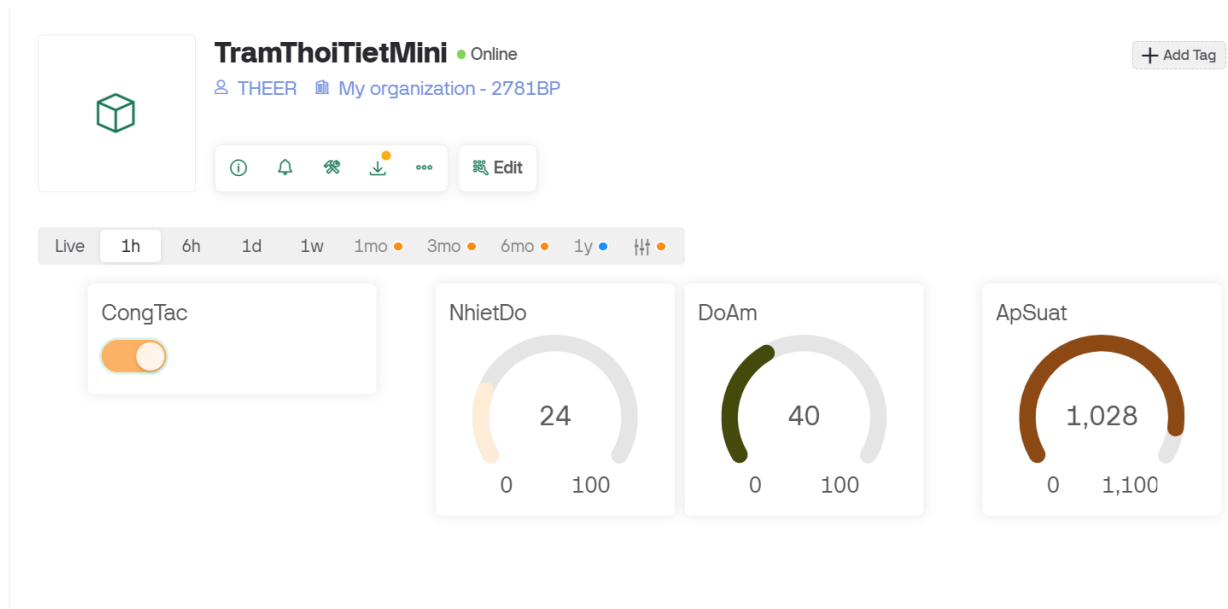 TramThoiTietMini Online
+ Add Tag
THEER My organization - 2781BP
Edit
Live 1h 6h 1d 1w 1mo 3mo 6mo 1y
CongTac
NhietDo
24
0 100
DoAm
40
0 100
ApSuat
1,028
0 1,100